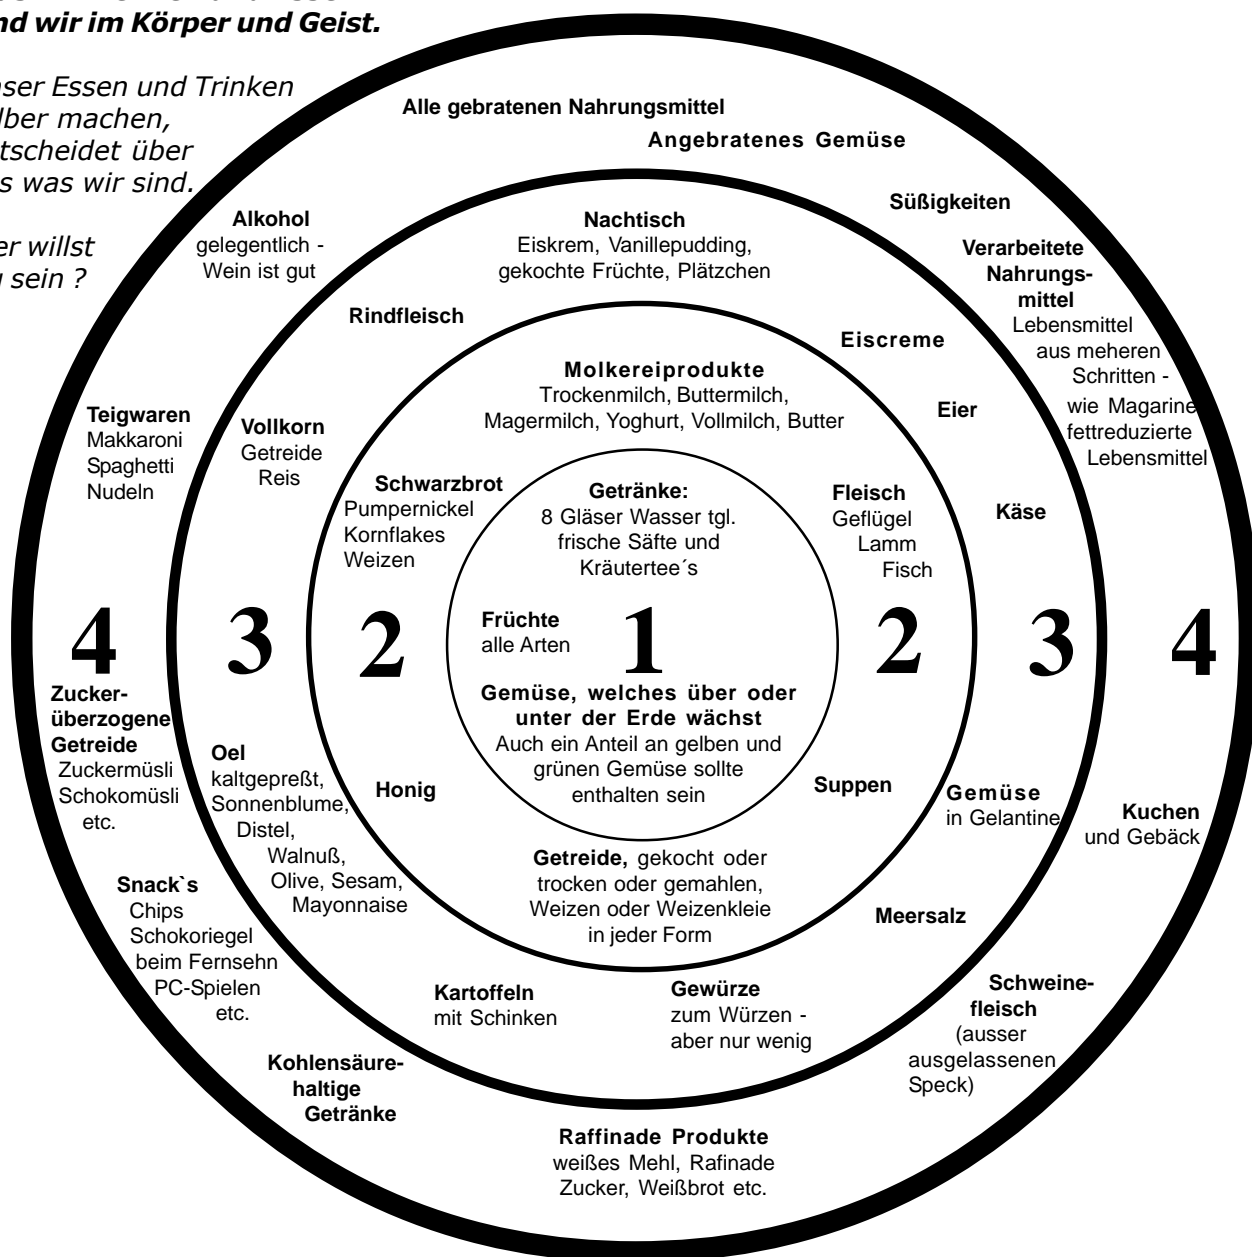 nd wir im Körper und Geist.
ser Essen und Trinken
lber machen,
tscheidet über
s was wir sind.
er willst
sein ?
Alle gebratenen Nahrungsmittel
Angebratenes Gemüse
Süßigkeiten
Alkohol
gelegentlich -
Wein ist gut
Nachtisch
Eiskrem, Vanillepudding,
gekochte Früchte, Plätzchen
Verarbeitete
Nahrungs-
mittel
Lebensmittel
aus meheren
Schritten -
wie Magarine
fettreduzierte
Lebensmittel
Rindfleisch
Eiscreme
Molkereiprodukte
Trockenmilch, Buttermilch,
Magermilch, Yoghurt, Vollmilch, Butter
Eier
Teigwaren
Makkaroni
Spaghetti
Nudeln
Vollkorn
Getreide
Reis
Schwarzbrot
Pumpernickel
Kornflakes
Weizen
Getränke:
8 Gläser Wasser tgl.
frische Säfte und
Kräutertee´s
Fleisch
Geflügel
Lamm
Fisch
Käse
Früchte
alle Arten
4 3 2 1 2 3 4
Gemüse, welches über oder
unter der Erde wächst
Auch ein Anteil an gelben und
grünen Gemüse sollte
enthalten sein
Zucker-
überzogene
Getreide
Zuckermüsli
Schokomüsli
etc.
Oel
kaltgepreßt,
Sonnenblume,
Distel,
Walnuß,
Olive, Sesam,
Mayonnaise
Honig
Suppen
Gemüse
in Gelantine
Kuchen
und Gebäck
Getreide, gekocht oder
trocken oder gemahlen,
Weizen oder Weizenkleie
in jeder Form
Snack`s
Chips
Schokoriegel
beim Fernsehn
PC-Spielen
etc.
Meersalz
Kartoffeln
mit Schinken
Gewürze
zum Würzen -
aber nur wenig
Schweine-
fleisch
(ausser
ausgelassenen
Speck)
Kohlensäure-
haltige
Getränke
Raffinade Produkte
weißes Mehl, Rafinade
Zucker, Weißbrot etc.